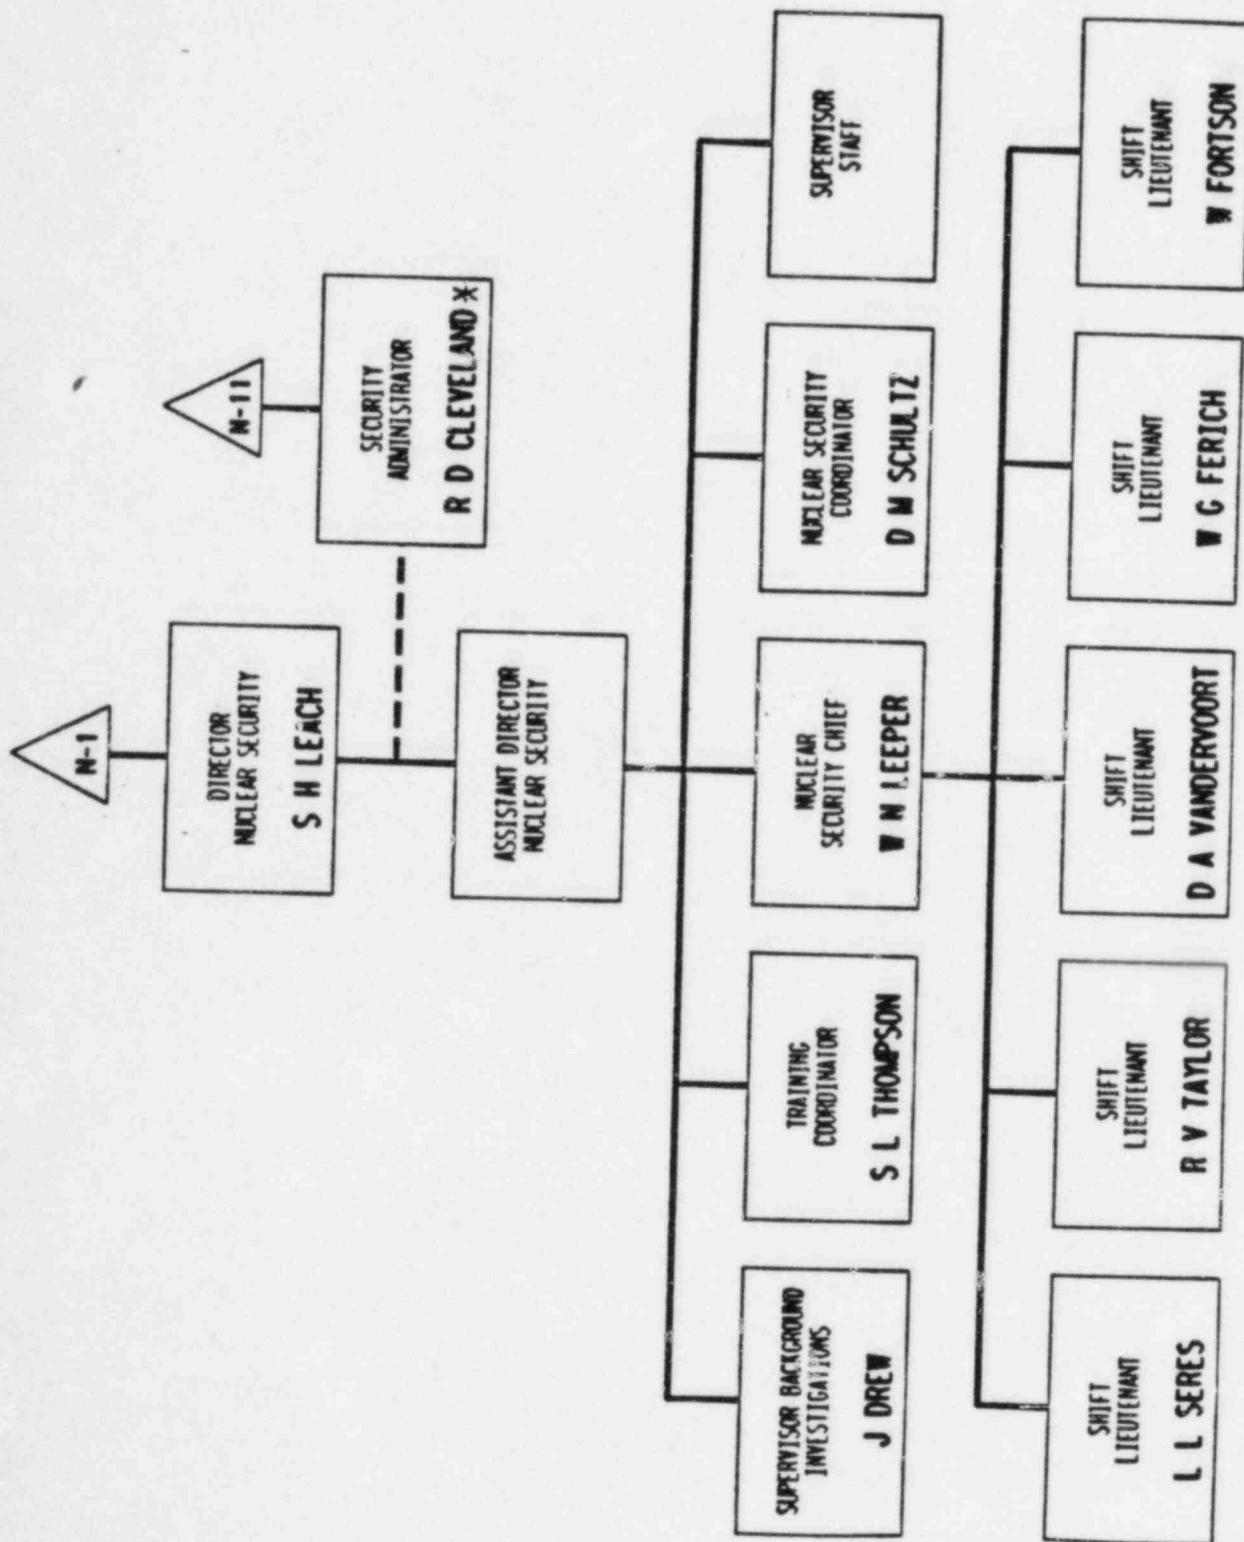 N-1
DIRECTOR
NUCLEAR SECURITY
S H LEACH
N-11
SECURITY
ADMINISTRATOR
R D CLEVELAND*
ASSISTANT DIRECTOR
NUCLEAR SECURITY
SUPERVISOR BACKGROUND
INVESTIGATIONS
J DREW
TRAINING
COORDINATOR
S L THOMPSON
NUCLEAR
SECURITY CHIEF
W N LEEPER
NUCLEAR SECURITY
COORDINATOR
D M SCHULTZ
SUPERVISOR
STAFF
SHIFT
LIEUTENANT
L L SERES
SHIFT
LIEUTENANT
R V TAYLOR
SHIFT
LIEUTENANT
D A VANDERVOORT
SHIFT
LIEUTENANT
W G FERICH
SHIFT
LIEUTENANT
W FORTSON